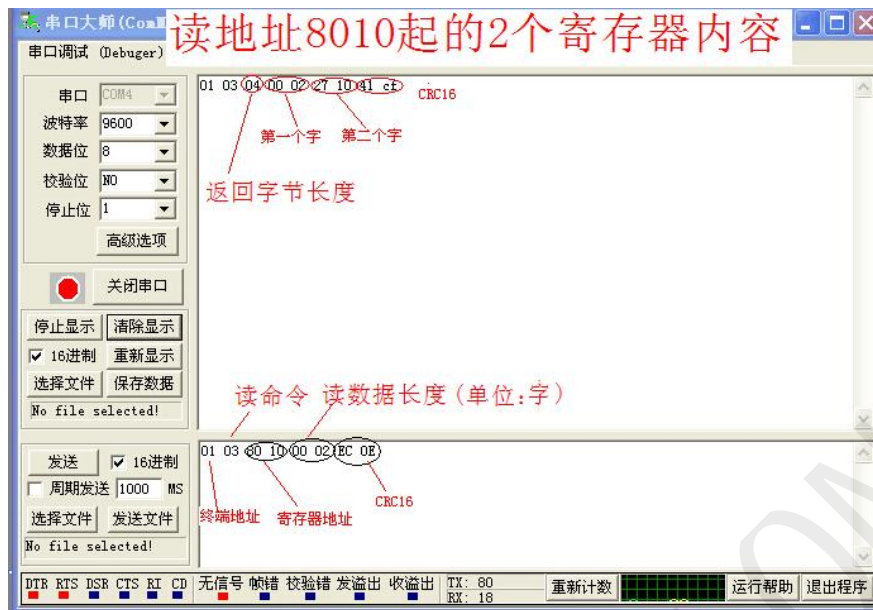 串口大师(Com
读地址8010起的2个寄存器内容
串口调试 (Debuger)
串口 COM4
波特率 9600
数据位 8
校验位 NO
停止位 1
高级选项
关闭串口
停止显示 清除显示
16进制 重新显示
选择文件 保存数据
No file selected!
01 03 04 00 02 27 10 41 cf CRC16
第一个字 第二个字
返回字节长度
读命令 读数据长度(单位:字)
发送 16进制
周期发送 1000 MS
选择文件 发送文件
No file selected!
01 03 80 10 00 02 EC 0E
CRC16
终端地址 寄存器地址
DTR RTS DSR CTS RI CD 无信号 帧错 校验错 发溢出 收溢出 TX: 80
RX: 18
重新计数 运行帮助 退出程序